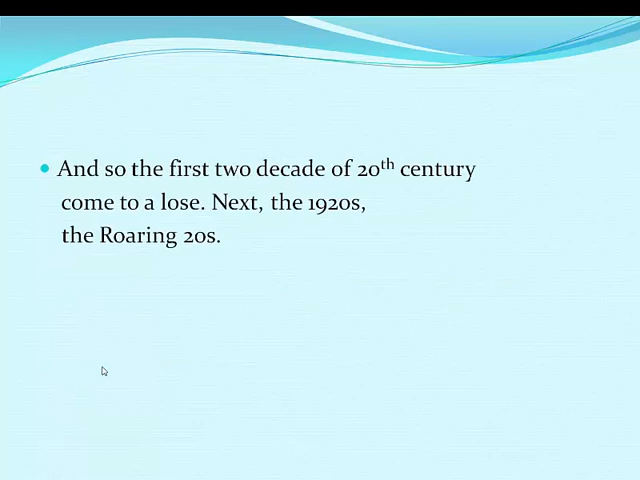 And so the first two decade of 20th century
come to a lose. Next, the 1920s,
the Roaring 20s.